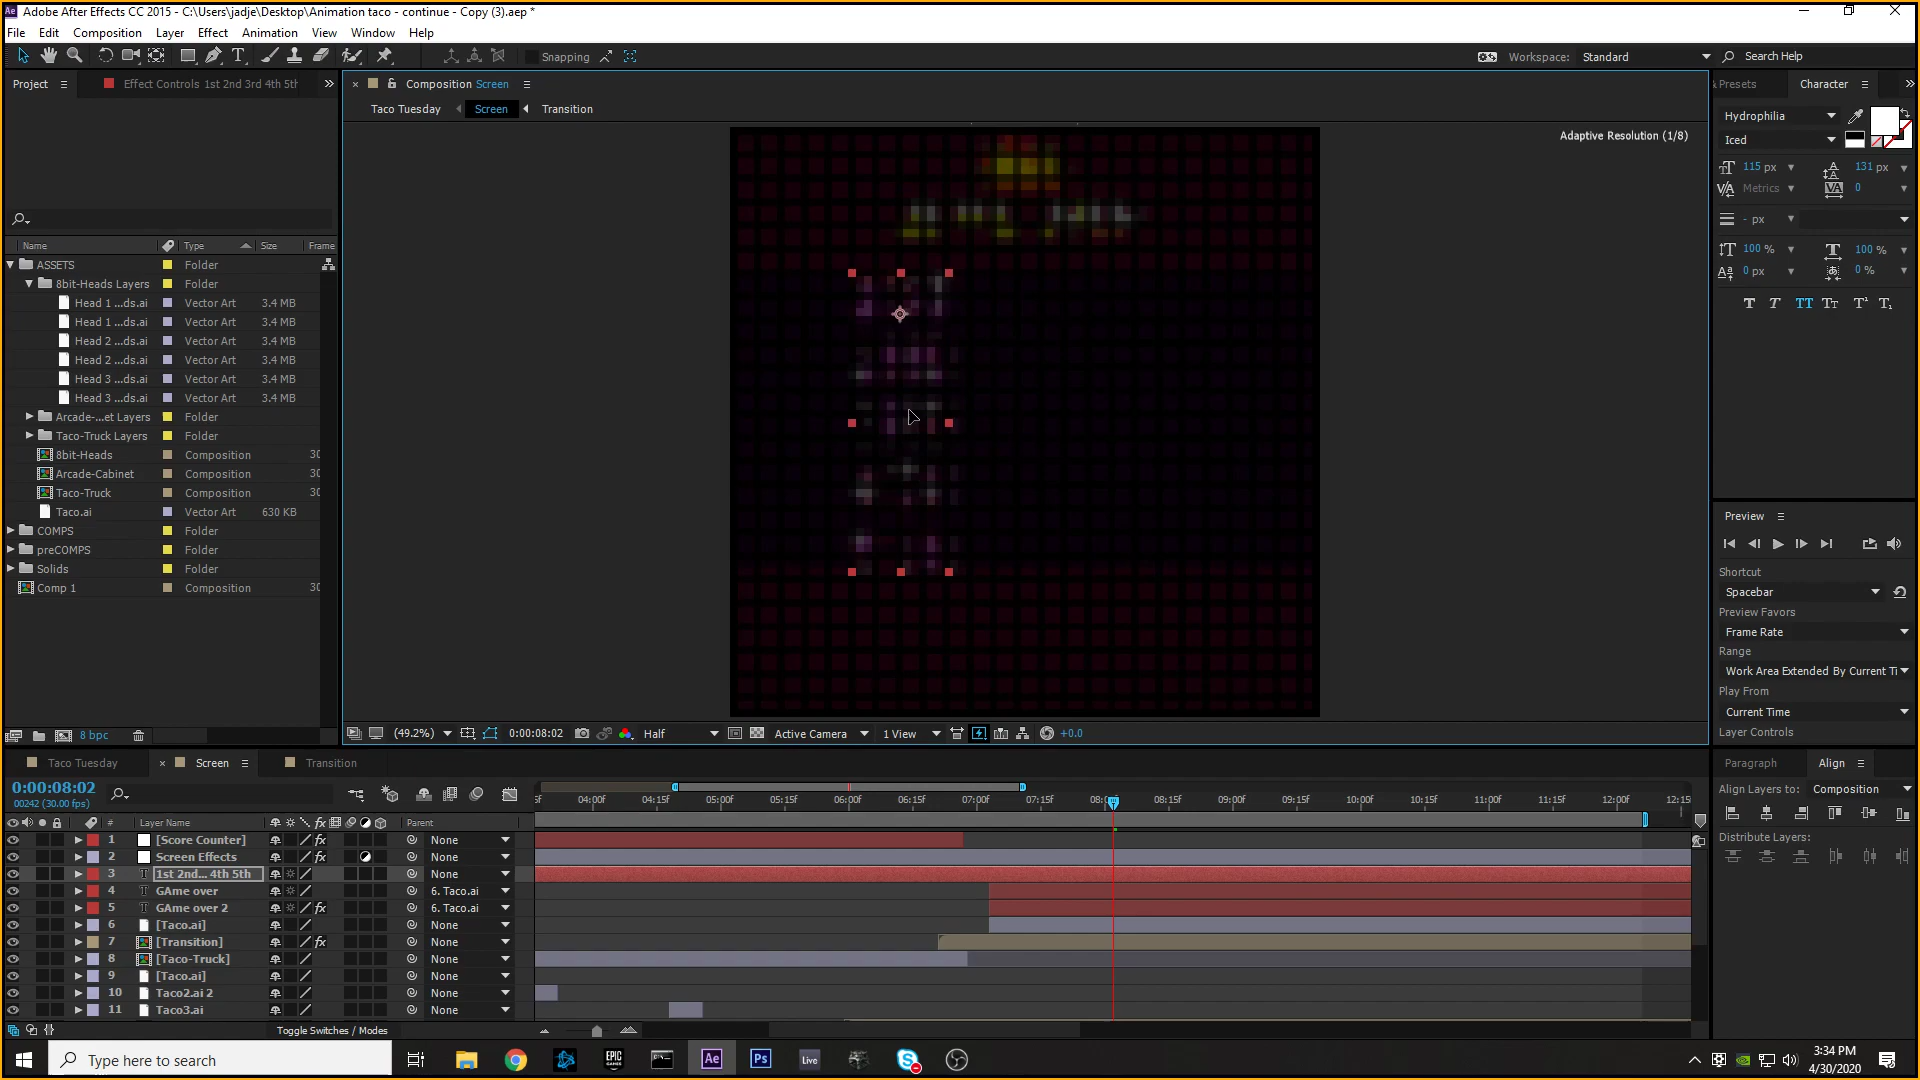 Adobe After Effects CC 2015 - C:\Users\jadje\Desktop\Animation taco - continue - Copy (3).aep *
File Edit Composition Layer Effect Animation View Window Help
Snapping
Workspace: Standard
Search Help
Project
Effect Controls 1st 2nd 3rd 4th 5th
Composition Screen
Taco Tuesday Screen Transition
Adaptive Resolution (1/8)
Presets
Character
Hydrophilia
Iced
115 px 131 px
Metrics 0
- px
100 % 100 %
0 px 0 %
Name Type Size Frame
ASSETS Folder
8bit-Heads Layers Folder
Head 1 ...ds.ai Vector Art 3.4 MB
Head 1 ...ds.ai Vector Art 3.4 MB
Head 2 ...ds.ai Vector Art 3.4 MB
Head 2 ...ds.ai Vector Art 3.4 MB
Head 3 ...ds.ai Vector Art 3.4 MB
Head 3 ...ds.ai Vector Art 3.4 MB
Arcade-...et Layers Folder
Taco-Truck Layers Folder
8bit-Heads Composition 30
Arcade-Cabinet Composition 30
Taco-Truck Composition 30
Taco.ai Vector Art 630 KB
COMPS Folder
preCOMPS Folder
Solids Folder
Comp 1 Composition 30
8 bpc
(49.2%) 0:00:08:02 Half Active Camera 1 View +0.0
Preview
Shortcut
Spacebar
Preview Favors
Frame Rate
Range
Work Area Extended By Current Ti
Play From
Current Time
Layer Controls
Taco Tuesday Screen Transition
0:00:08:02
00242 (30.00 fps)
5f 04:00f 04:15f 05:00f 05:15f 06:00f 06:15f 07:00f 07:15f 08:0 08:15f 09:00f 09:15f 10:00f 10:15f 11:00f 11:15f 12:00f 12:15
# Layer Name Parent
1 [Score Counter] None
2 Screen Effects None
3 1st 2nd... 4th 5th None
4 GAme over 6. Taco.ai
5 GAme over 2 6. Taco.ai
6 [Taco.ai] None
7 [Transition] None
8 [Taco-Truck] None
9 [Taco.ai] None
10 Taco2.ai 2 None
11 Taco3.ai None
Toggle Switches / Modes
Paragraph Align
Align Layers to: Composition
Distribute Layers:
Type here to search
EPIC GAMES
Ae
Ps
Live
3:34 PM
4/30/2020